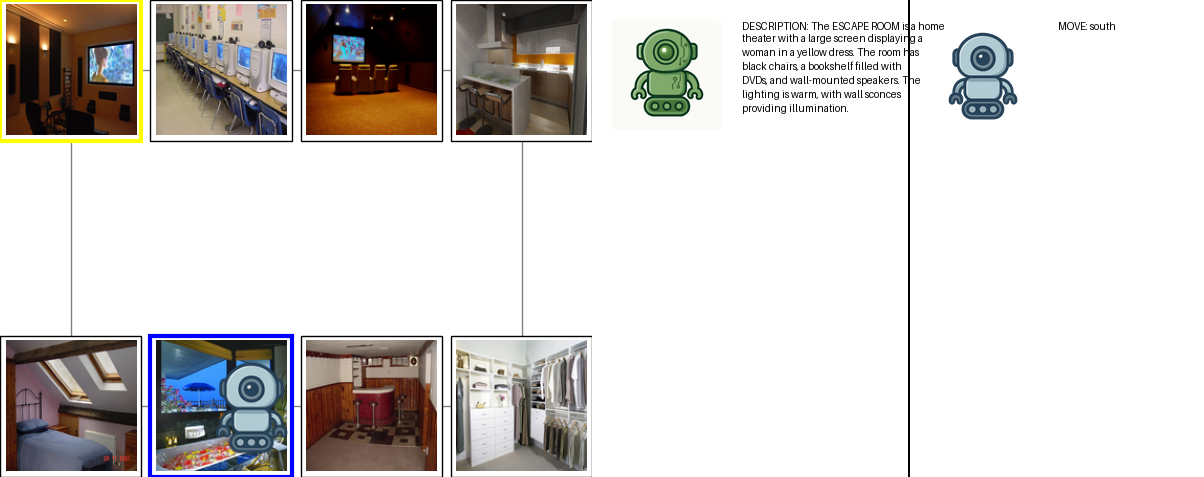 DESCRIPTION: The ESCAPE ROOM is a home
theater with a large screen displaying a
woman in a yellow dress. The room has
black chairs, a bookshelf filled with
DVDs, and wall-mounted speakers. The
lighting is warm, with wall sconces
providing illumination.
MOVE: south